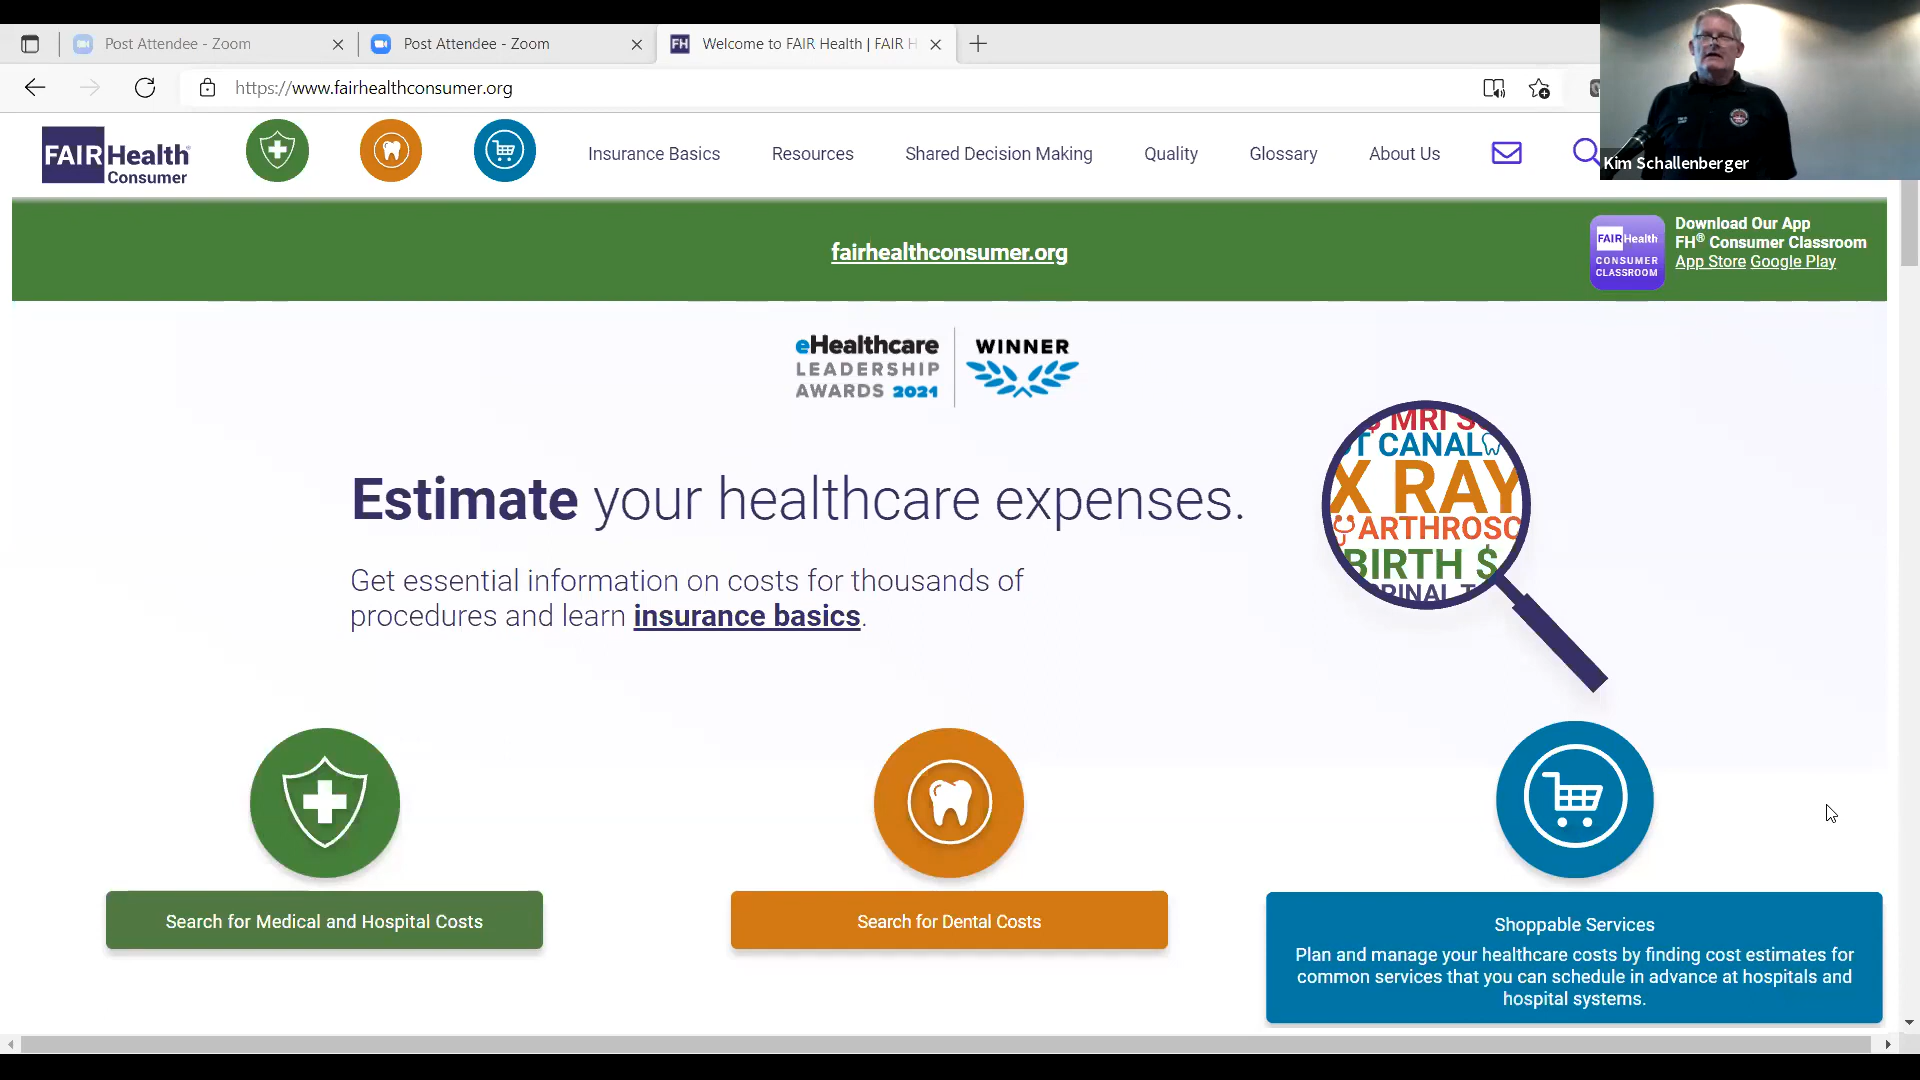 Post Attendee - Zoom
Post Attendee - Zoom
Welcome to FAIR Health | FAIR H
https://www.fairhealthconsumer.org
FAIR Health
Consumer
Insurance Basics
Resources
Shared Decision Making
Quality
Glossary
About Us
Kim Schallenberger
fairhealthconsumer.org
FAIR Health
CONSUMER
CLASSROOM
Download Our App
FH® Consumer Classroom
App Store Google Play
eHealthcare
LEADERSHIP
AWARDS 2021
WINNER
Estimate your healthcare expenses.
Get essential information on costs for thousands of
procedures and learn insurance basics.
$ MRI SC
T CANAL
X RAY
ARTHROSC
BIRTH $
PINAL T
Search for Medical and Hospital Costs
Search for Dental Costs
Shoppable Services
Plan and manage your healthcare costs by finding cost estimates for
common services that you can schedule in advance at hospitals and
hospital systems.